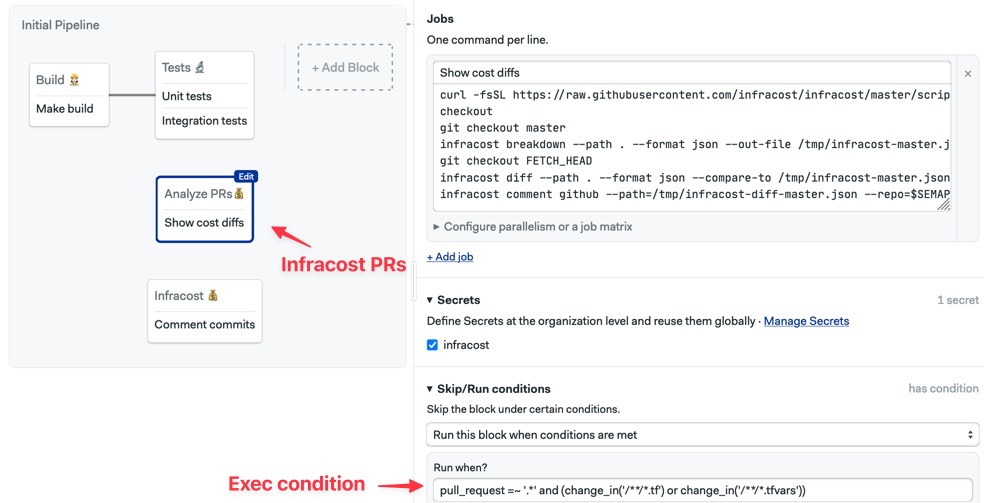 Initial Pipeline
Build
Make build
Tests
Unit tests
Integration tests
+ Add Block
Edit
Analyze PRs
Show cost diffs
Infracost PRs
Infracost
Comment commits
Jobs
One command per line.
Show cost diffs
curl -fsSL https://raw.githubusercontent.com/infracost/infracost/master/scrip
checkout
git checkout master
infracost breakdown --path . --format json --out-file /tmp/infracost-master.j
git checkout FETCH_HEAD
infracost diff --path . --format json --compare-to /tmp/infracost-master.json
infracost comment github --path=/tmp/infracost-diff-master.json --repo=$SEMAP
Configure parallelism or a job matrix
+ Add job
Secrets
1 secret
Define Secrets at the organization level and reuse them globally · Manage Secrets
infracost
Skip/Run conditions
has condition
Skip the block under certain conditions.
Run this block when conditions are met
Run when?
Exec condition
pull_request =~ '.*' and (change_in('/**/*.tf') or change_in('/**/*.tfvars'))